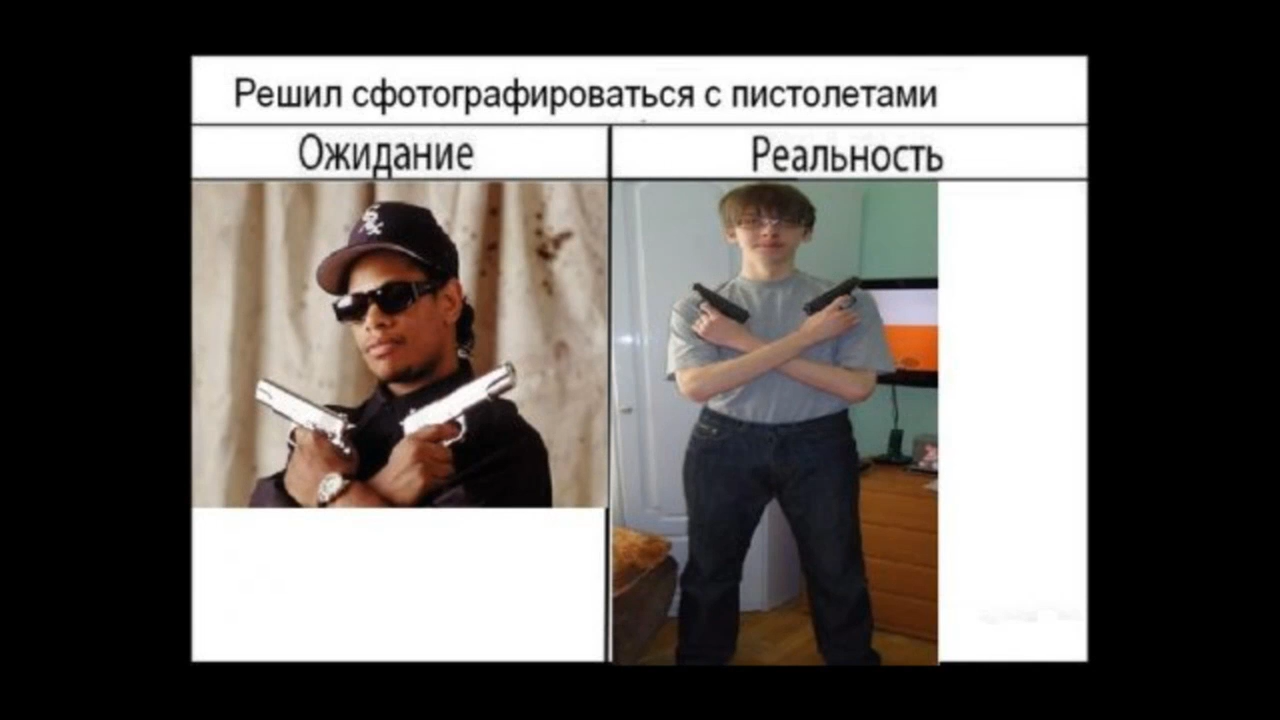 Решил сфотографироваться с пистолетами
Ожидание
Реальность